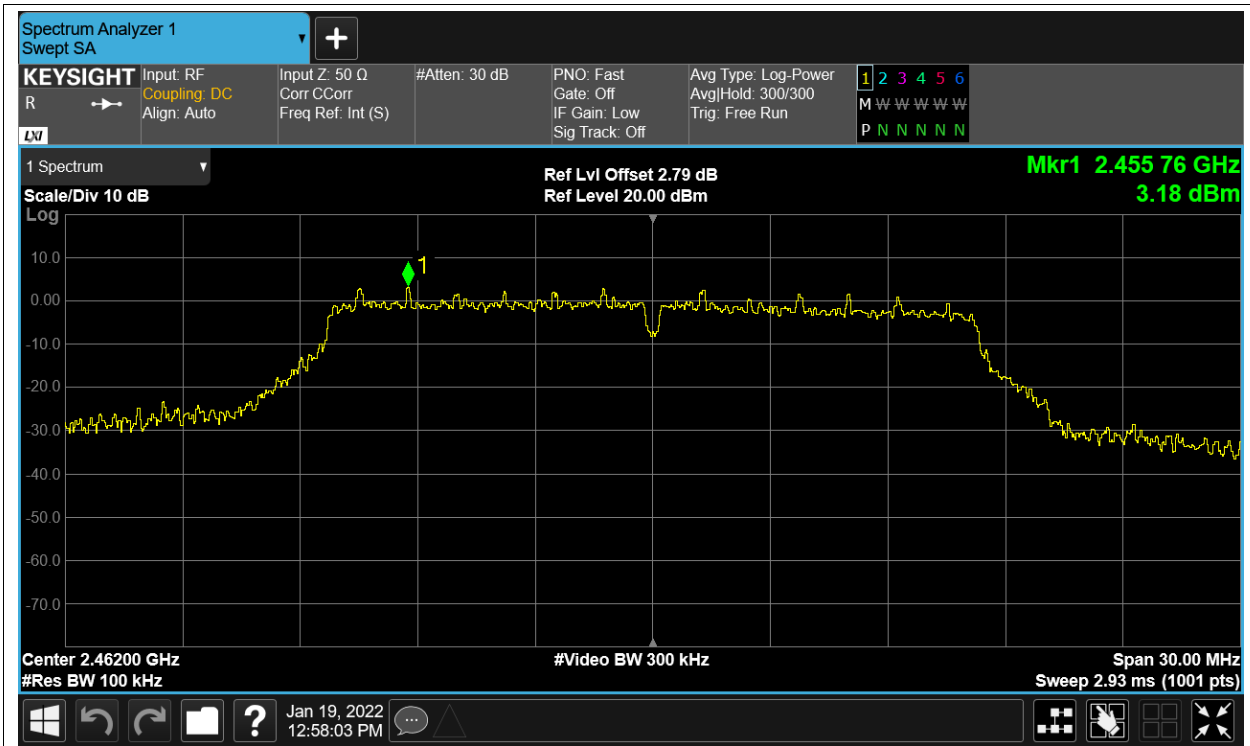 Spectrum Analyzer 1
Swept SA
KEYSIGHT
R
LXI
Input: RF
Coupling: DC
Align: Auto
Input Z: 50 Ω
Corr CCorr
Freq Ref: Int (S)
#Atten: 30 dB
PNO: Fast
Gate: Off
IF Gain: Low
Sig Track: Off
Avg Type: Log-Power
Avg|Hold: 300/300
Trig: Free Run
1 2 3 4 5 6
M W W W W W
P N N N N N
1 Spectrum
Scale/Div 10 dB
Log
Ref Lvl Offset 2.79 dB
Ref Level 20.00 dBm
Mkr1 2.455 76 GHz
3.18 dBm
1
10.0
0.00
-10.0
-20.0
-30.0
-40.0
-50.0
-60.0
-70.0
Center 2.46200 GHz
#Res BW 100 kHz
#Video BW 300 kHz
Span 30.00 MHz
Sweep 2.93 ms (1001 pts)
?
Jan 19, 2022
12:58:03 PM